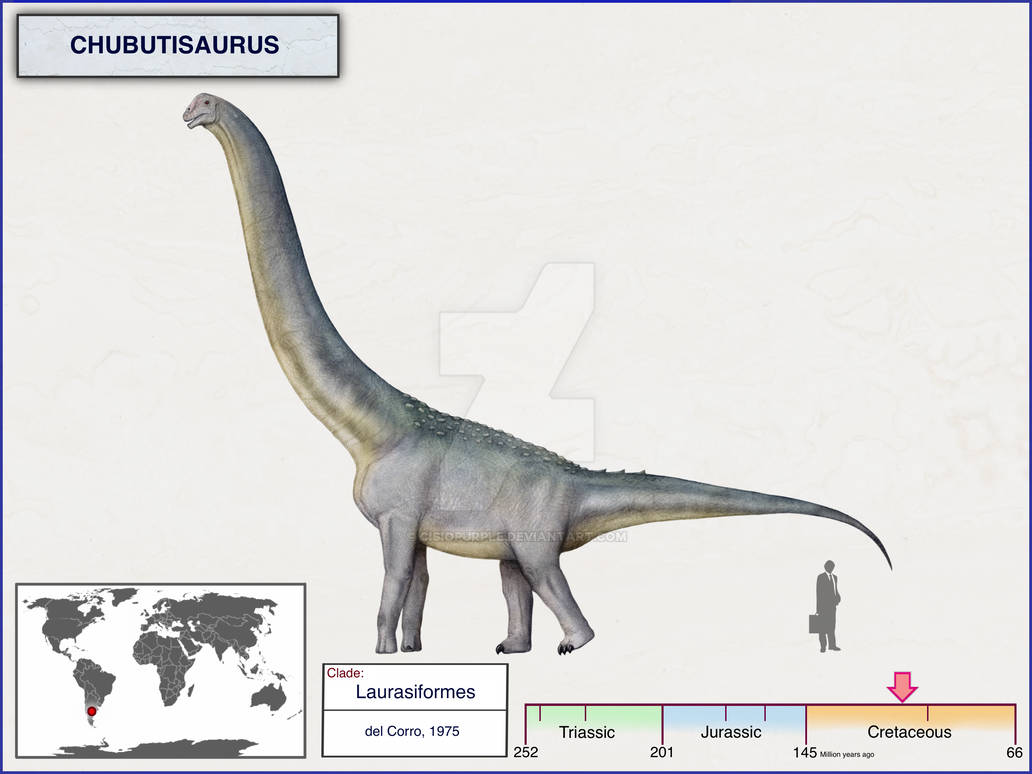 CHUBUTISAURUS
© CISIOPURPLE.DEVIANTART.COM
Clade:
Laurasiformes
del Corro, 1975
Triassic
Jurassic
Cretaceous
252
201
145
Million years ago
66